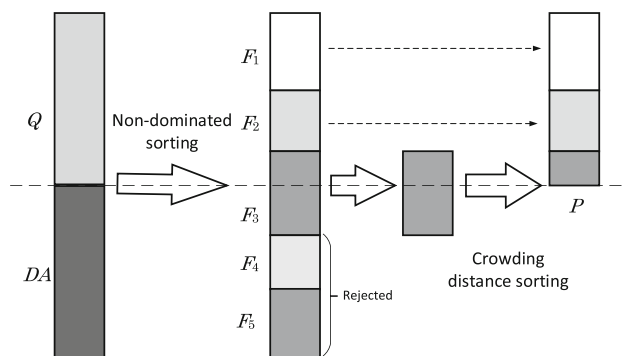 F1
Q
Non-dominated
sorting
F2
F3
P
DA
F4
Crowding
distance sorting
Rejected
F5